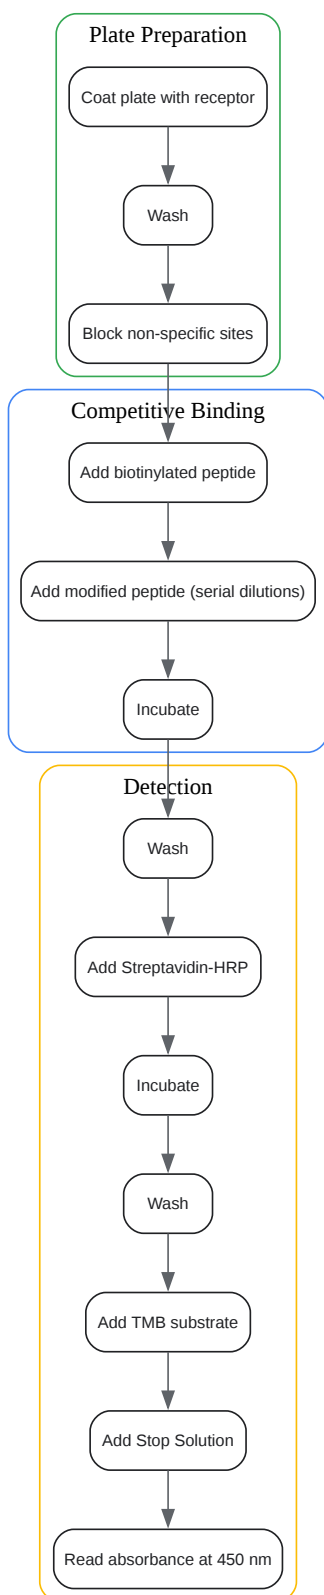 Plate Preparation
Coat plate with receptor
Wash
Block non-specific sites
Competitive Binding
Add biotinylated peptide
Add modified peptide (serial dilutions)
Incubate
Detection
Wash
Add Streptavidin-HRP
Incubate
Wash
Add TMB substrate
Add Stop Solution
Read absorbance at 450 nm